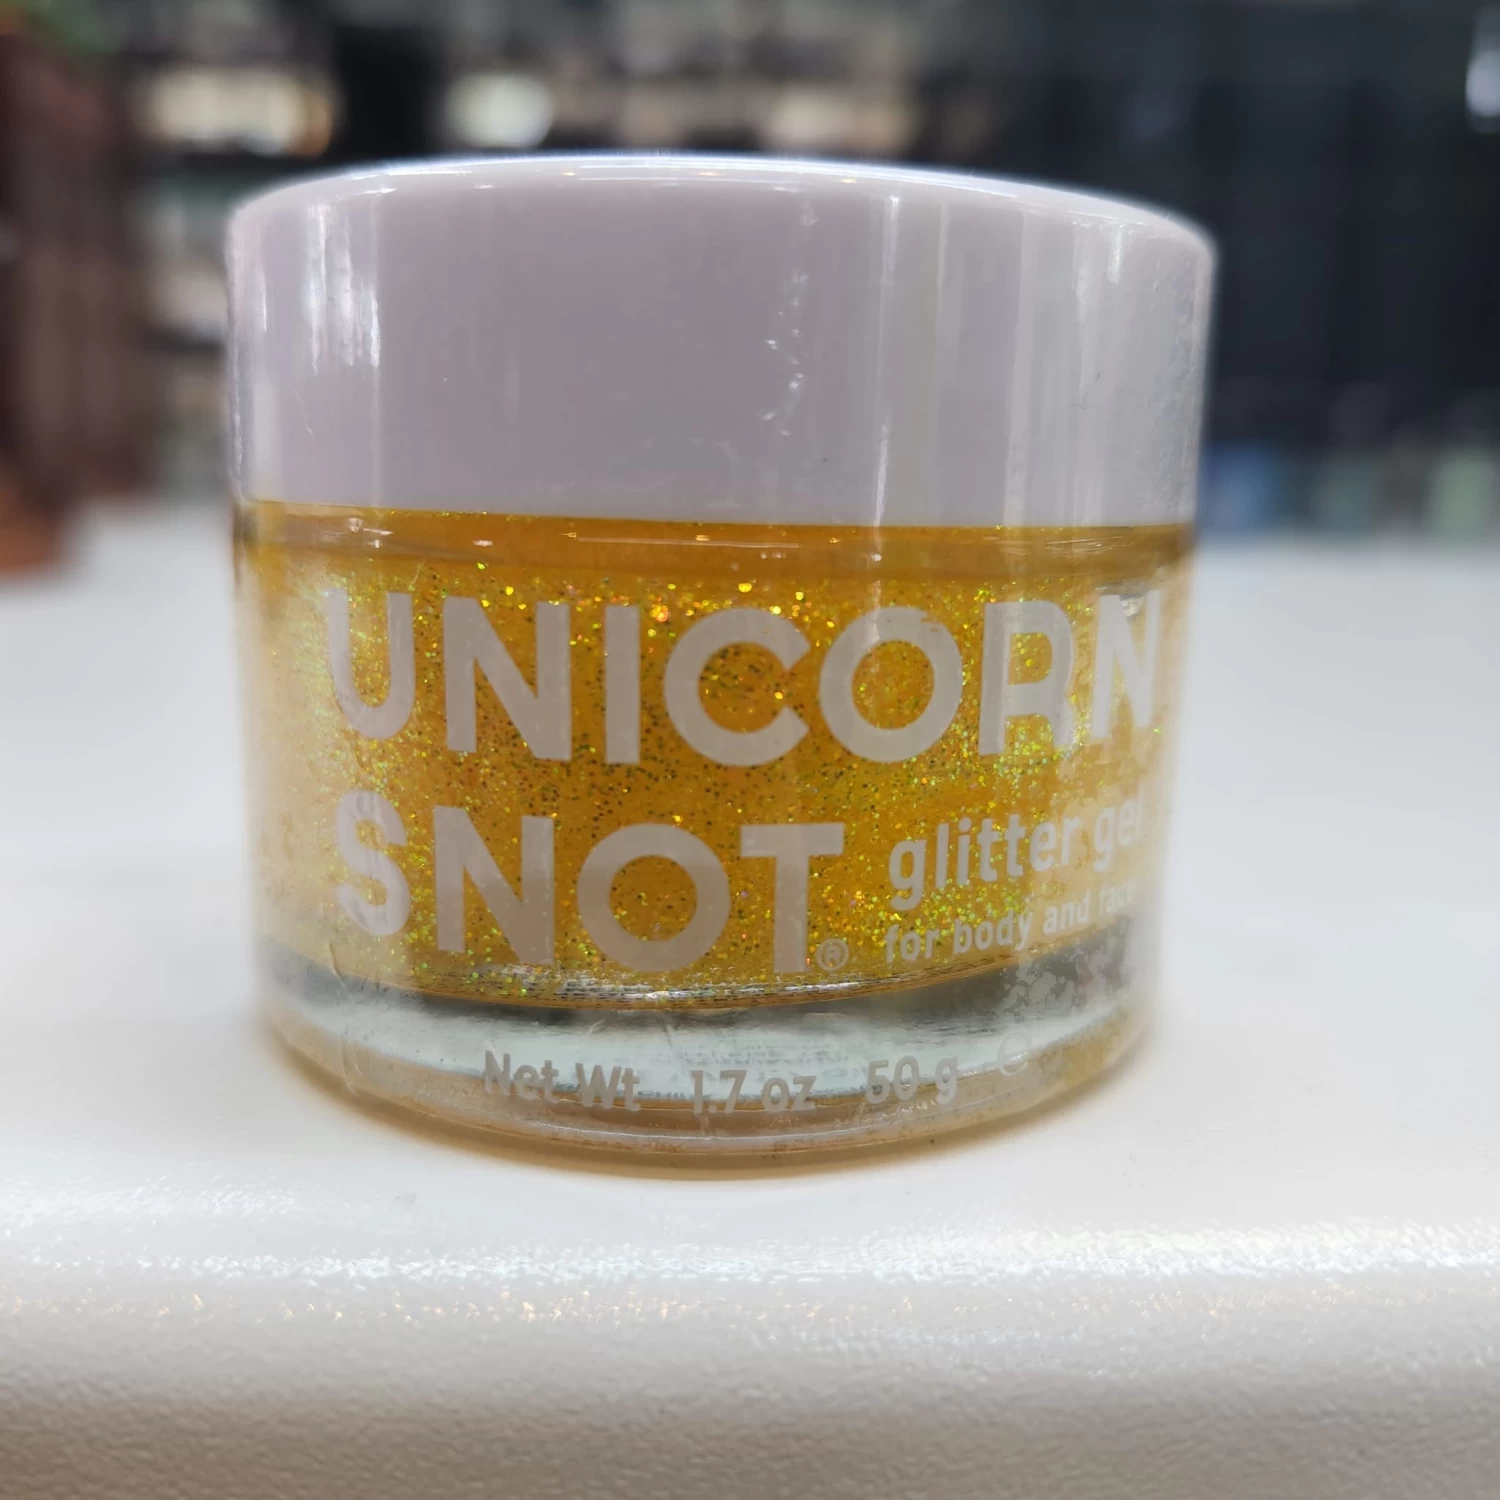 UNICORN
SNOT® glitter gel
for body and face
Net Wt 1.7 oz 50 g ℮